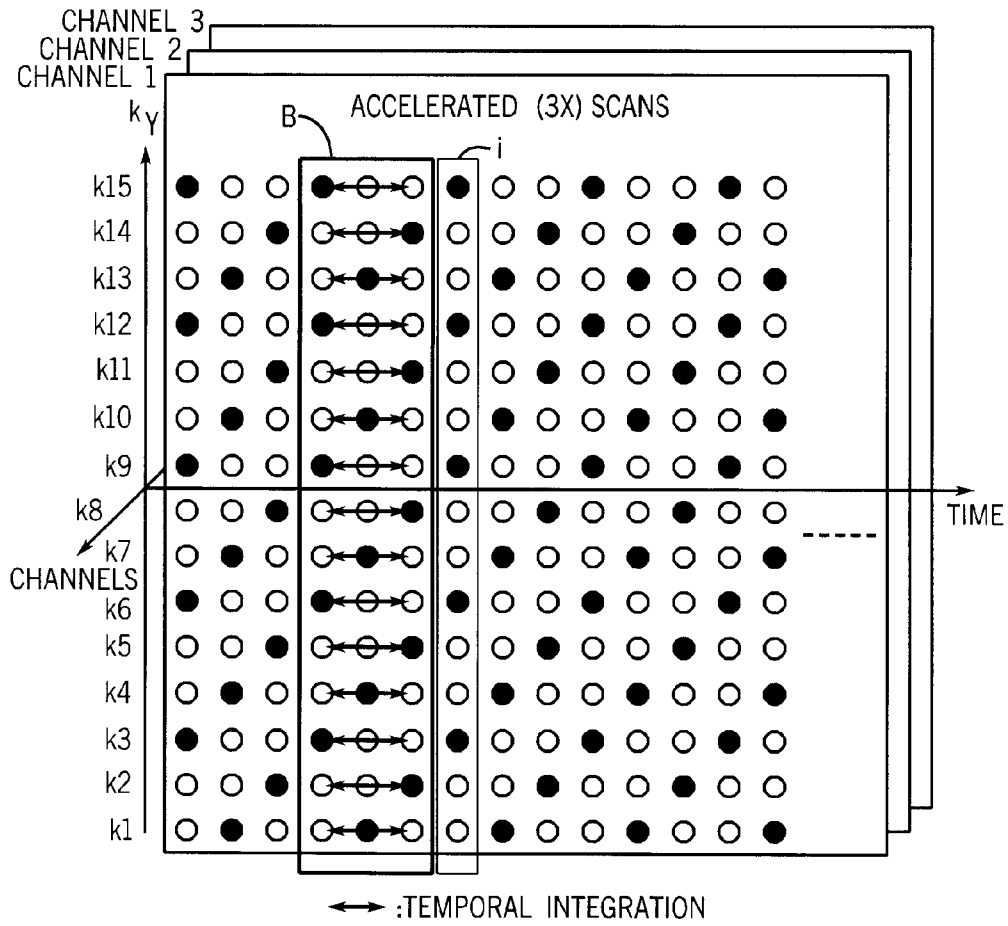 CHANNEL 3
CHANNEL 2
CHANNEL 1
kY
ACCELERATED (3X) SCANS
B
i
k15
k14
k13
k12
k11
k10
k9
k8
TIME
k7
CHANNELS
k6
k5
k4
k3
k2
k1
:TEMPORAL INTEGRATION